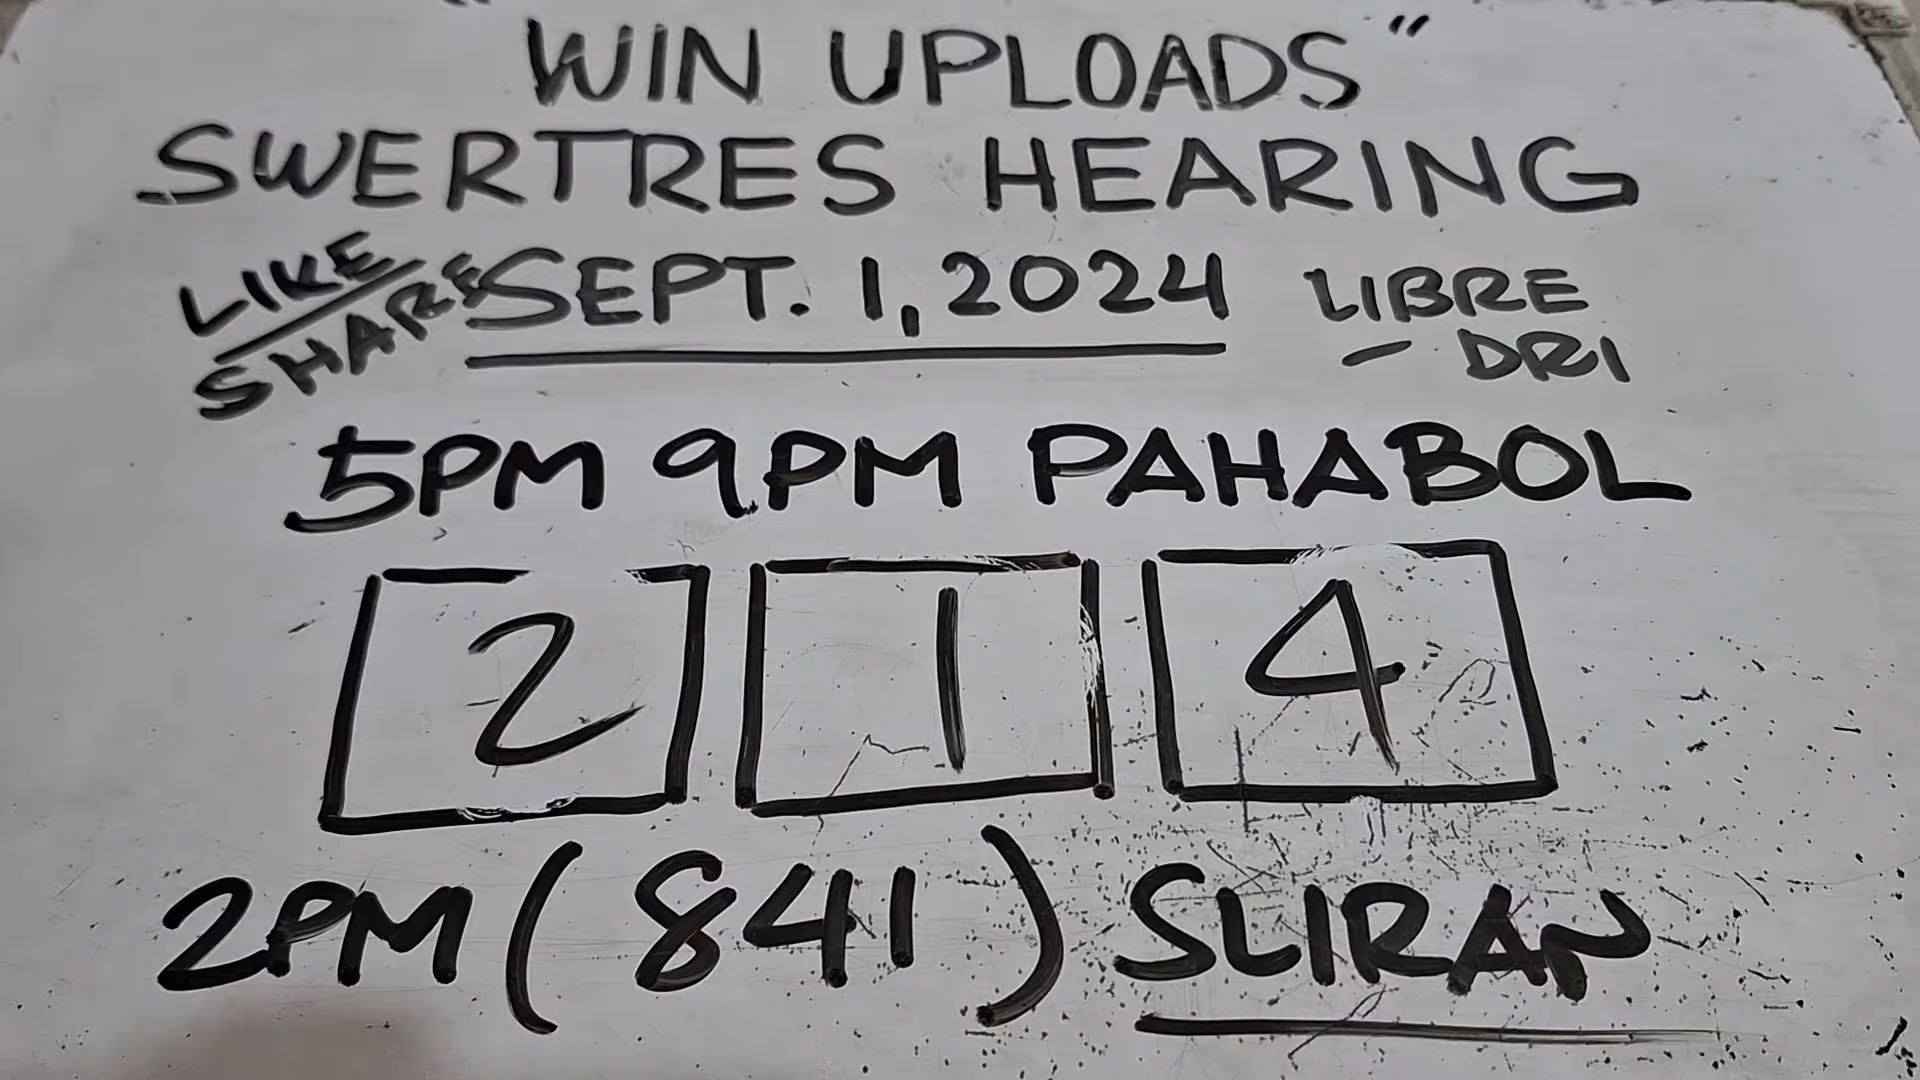 "WIN UPLOADS"
SWERTRES HEARING
LIKE
SHARE
SEPT. 1, 2024
LIBRE
- DRI
5PM 9PM PAHABOL
2 1 4
2PM (841) SLIRAN